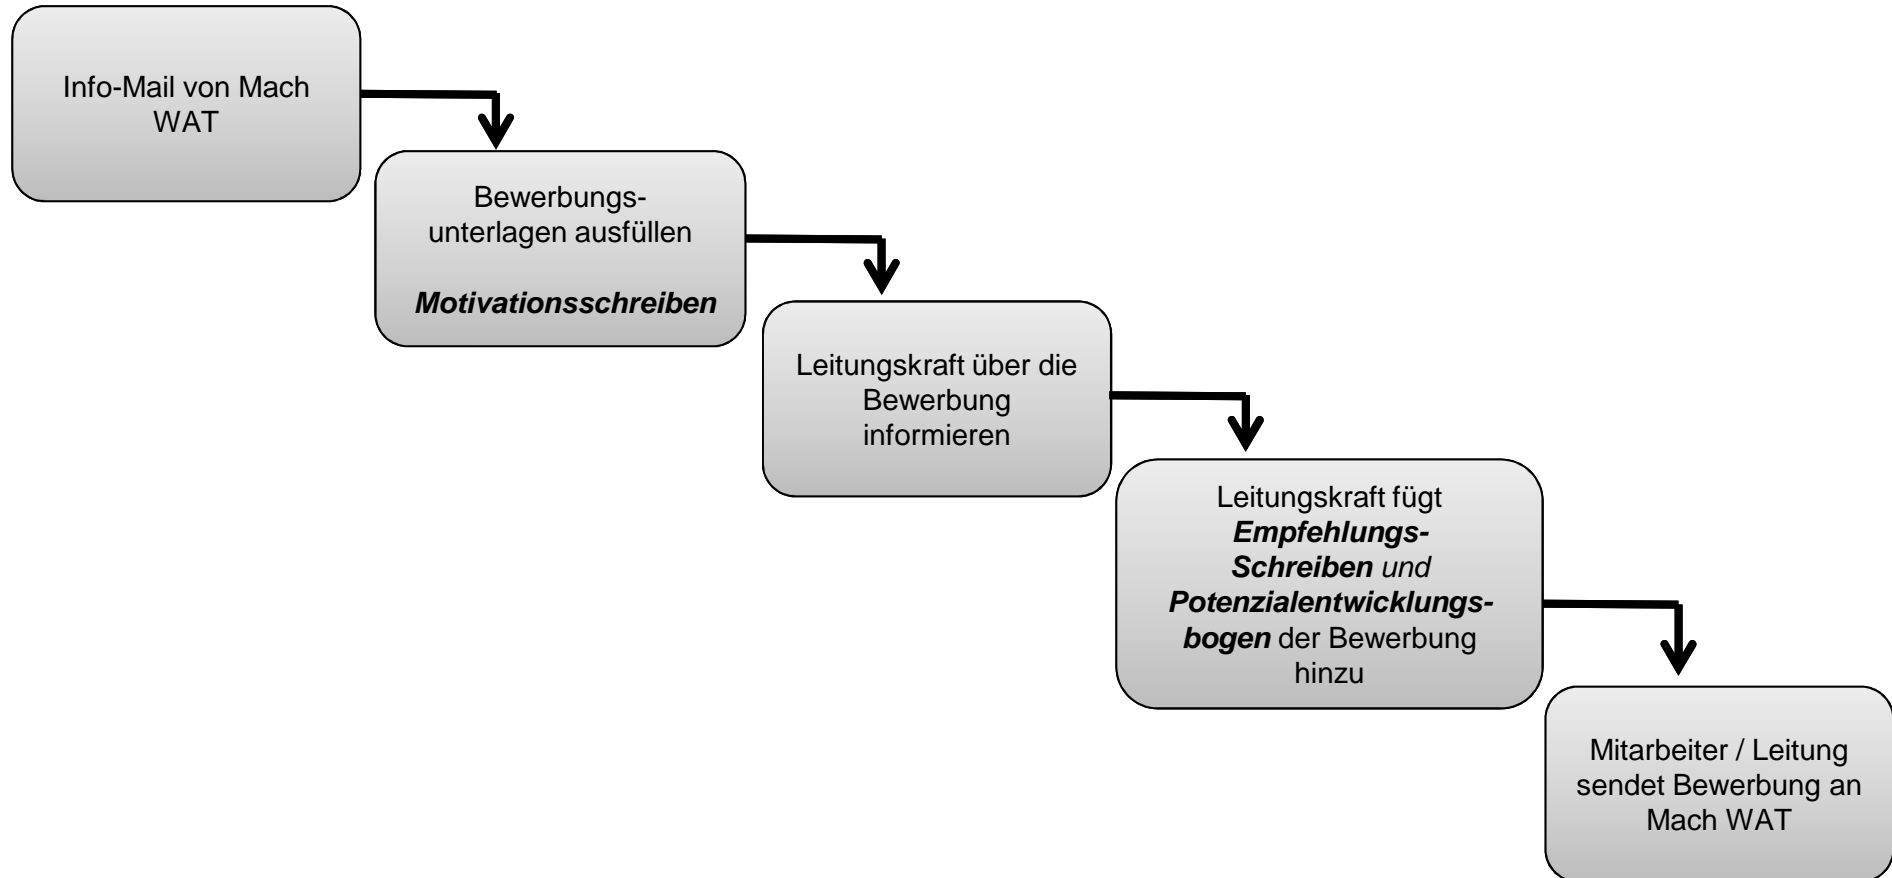 Info-Mail von Mach
WAT
Bewerbungs-
unterlagen ausfüllen
Motivationsschreiben
Leitungskraft über die
Bewerbung
informieren
Leitungskraft fügt
Empfehlungs-
Schreiben und
Potenzialentwicklungs-
bogen der Bewerbung
hinzu
Mitarbeiter / Leitung
sendet Bewerbung an
Mach WAT